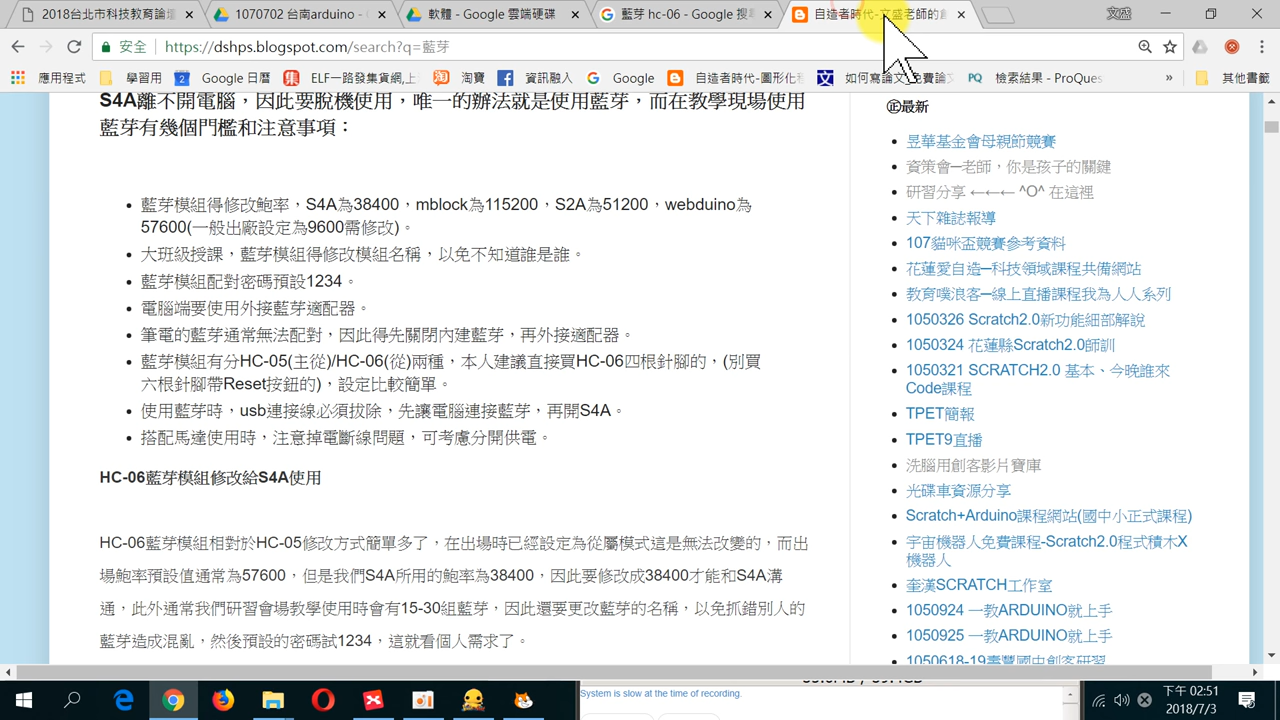 2018台北市科技教育論壇
1070702 台南arduino - G
軟體 - Google 雲端硬碟
藍芽 hc-06 - Google 搜尋
自造者時代-文盛老師的創
文盛
安全
https://dshps.blogspot.com/search?q=藍芽
應用程式
學習用
Google 日曆
ELF一路發集貨網,上
淘寶
資訊融入
Google
自造者時代-圖形化程
如何寫論文
免費論文
檢索結果 - ProQues
»
其他書籤
S4A離不開電腦，因此要脫機使用，唯一的辦法就是使用藍芽，而在教學現場使用
藍芽有幾個門檻和注意事項：
藍芽模組得修改鮑率，S4A為38400，mblock為115200，S2A為51200，webduino為
57600(一般出廠設定為9600需修改)。
大班級授課，藍芽模組得修改模組名稱，以免不知道誰是誰。
藍芽模組配對密碼預設1234。
電腦端要使用外接藍芽適配器。
筆電的藍芽通常無法配對，因此得先關閉內建藍芽，再外接適配器。
藍芽模組有分HC-05(主從)/HC-06(從)兩種，本人建議直接買HC-06四根針腳的，(別買
六根針腳帶Reset按鈕的)，設定比較簡單。
使用藍芽時，usb連接線必須拔除，先讓電腦連接藍芽，再開S4A。
搭配馬達使用時，注意掉電斷線問題，可考慮分開供電。
HC-06藍芽模組修改給S4A使用
HC-06藍芽模組相對於HC-05修改方式簡單多了，在出場時已經設定為從屬模式這是無法改變的，而出
場鮑率預設值通常為57600，但是我們S4A所用的鮑率為38400，因此要修改成38400才能和S4A溝
通，此外通常我們研習會場教學使用時會有15-30組藍芽，因此還要更改藍芽的名稱，以免抓錯別人的
藍芽造成混亂，然後預設的密碼試1234，這就看個人需求了。
㊣最新
昱華基金會母親節競賽
資策會─老師，你是孩子的關鍵
研習分享 ←←← ^O^ 在這裡
天下雜誌報導
107貓咪盃競賽參考資料
花蓮愛自造─科技領域課程共備網站
教育噗浪客─線上直播課程我為人人系列
1050326 Scratch2.0新功能細部解說
1050324 花蓮縣Scratch2.0師訓
1050321 SCRATCH2.0 基本、今晚誰來
Code課程
TPET簡報
TPET9直播
洗腦用創客影片寶庫
光碟車資源分享
Scratch+Arduino課程網站(國中小正式課程)
宇宙機器人免費課程-Scratch2.0程式積木X
機器人
奎漢SCRATCH工作室
1050924 一教ARDUINO就上手
1050925 一教ARDUINO就上手
1050618-19壽豐國中創客研習
System is slow at the time of recording.
下午 02:51
2018/7/3